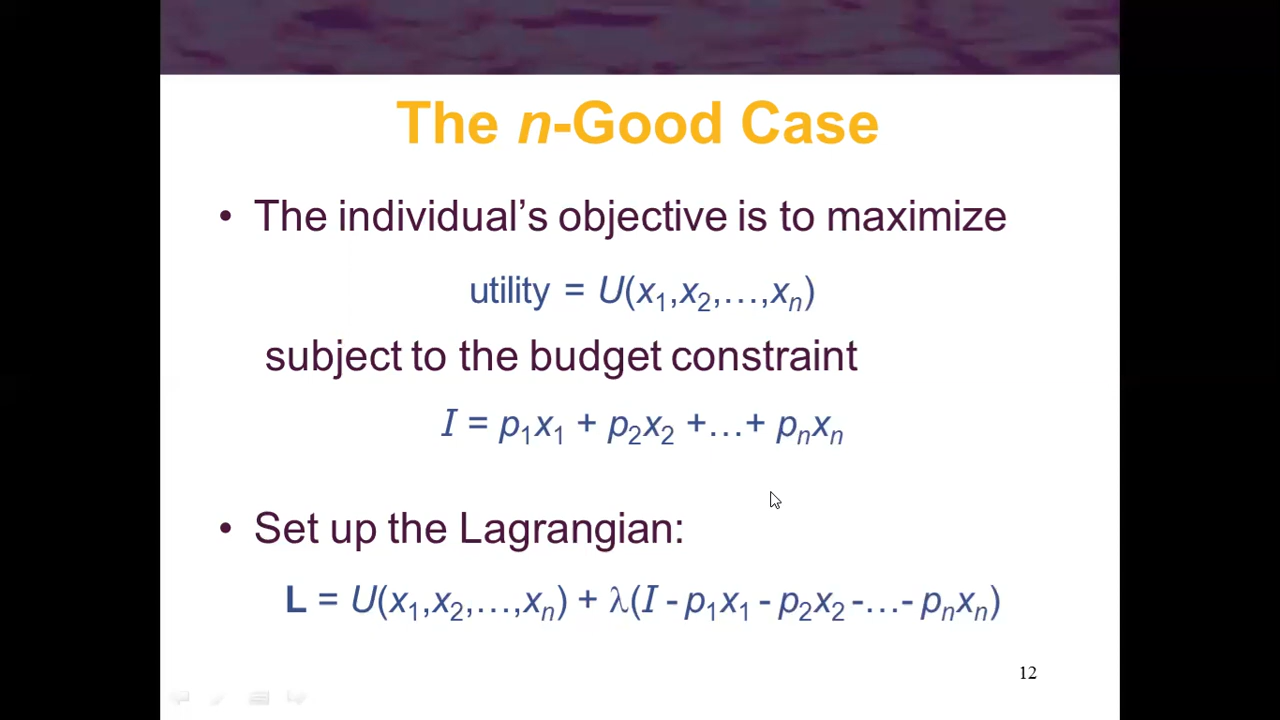 The n-Good Case
• The individual’s objective is to maximize
utility = U(x₁,x₂,…,xₙ)
subject to the budget constraint
I = p₁x₁ + p₂x₂ +…+ pₙxₙ
• Set up the Lagrangian:
L = U(x₁,x₂,…,xₙ) + λ(I - p₁x₁ - p₂x₂ -…- pₙxₙ)
12